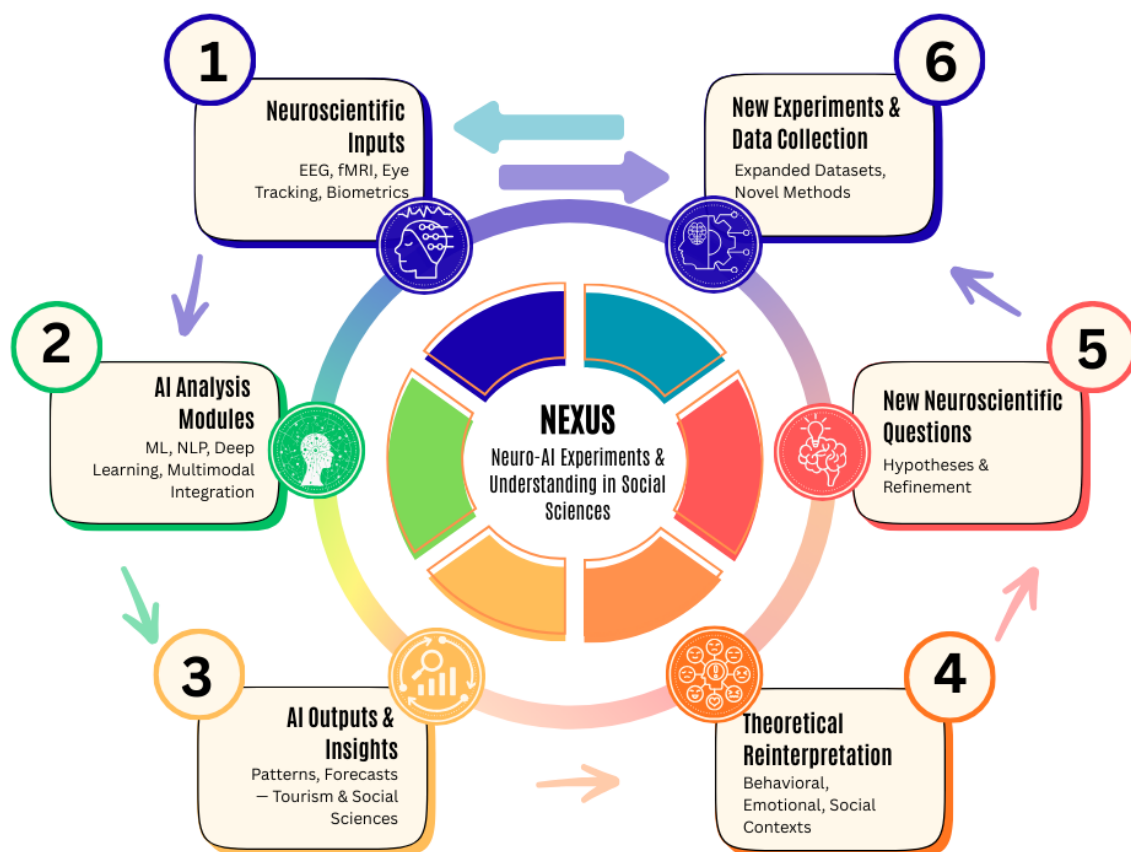 1
Neuroscientific
Inputs
EEG, fMRI, Eye
Tracking, Biometrics
6
New Experiments &
Data Collection
Expanded Datasets,
Novel Methods
2
AI Analysis
Modules
ML, NLP, Deep
Learning, Multimodal
Integration
NEXUS
Neuro-AI Experiments &
Understanding in Social
Sciences
5
New Neuroscientific
Questions
Hypotheses &
Refinement
3
AI Outputs &
Insights
Patterns, Forecasts
— Tourism & Social
Sciences
4
Theoretical
Reinterpretation
Behavioral,
Emotional, Social
Contexts